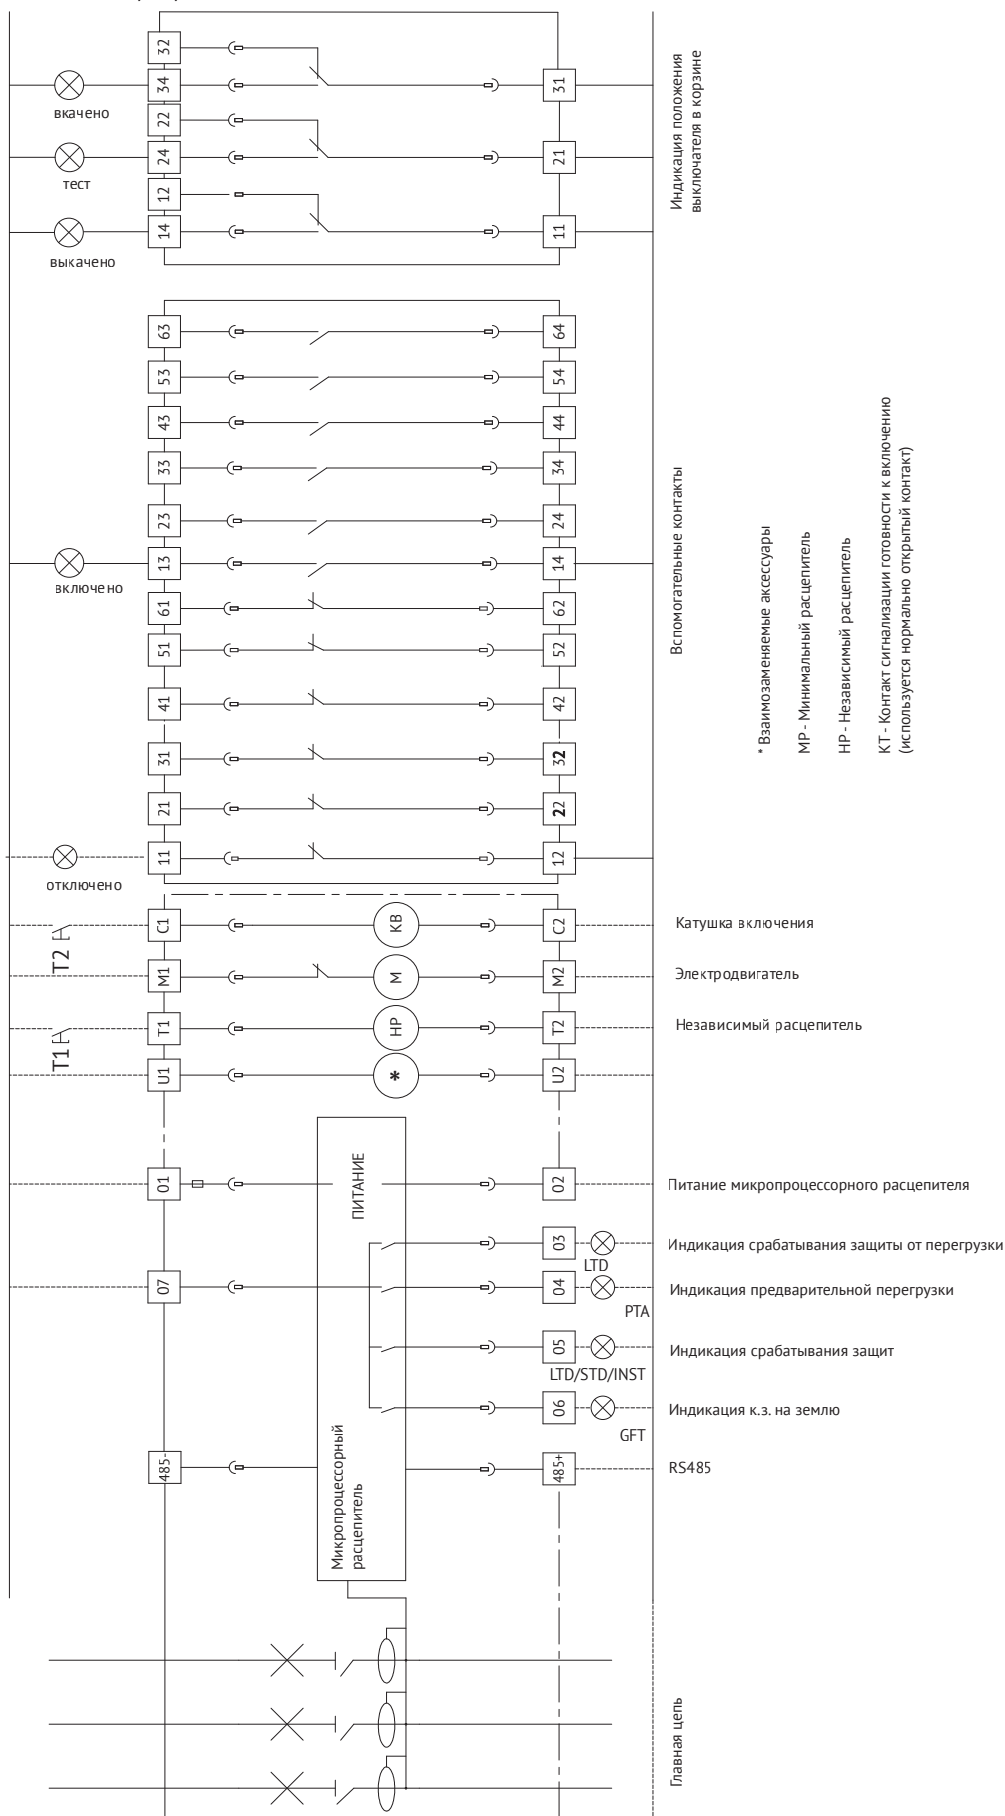 32
34
31
вкачено
22
24
21
тест
12
14
11
выкачено
Индикация положения
выключателя в корзине
63
64
53
54
43
44
33
34
23
24
13
14
включено
61
62
51
52
41
42
31
32
21
22
11
12
отключено
Вспомогательные контакты
* Взаимозаменяемые аксессуары
МР - Минимальный расцепитель
НР - Независимый расцепитель
КТ - Контакт сигнализации готовности к включению
(используется нормально открытый контакт)
C1
КВ
C2
Катушка включения
T2
M1
M
M2
Электродвигатель
T1
НР
T2
Независимый расцепитель
T1
U1
*
U2
01
ПИТАНИЕ
02
Питание микропроцессорного расцепителя
03
Индикация срабатывания защиты от перегрузки
LTD
07
04
Индикация предварительной перегрузки
PTA
05
Индикация срабатывания защит
LTD/STD/INST
06
Индикация к.з. на землю
GFT
485-
Микропроцессорный
расцепитель
485+
RS485
Главная цепь